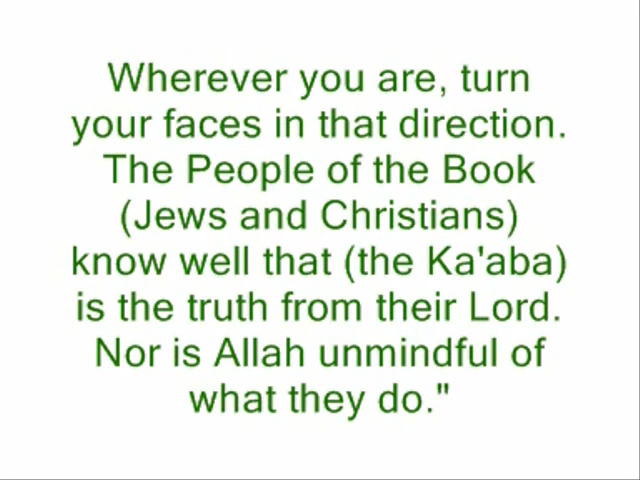 Wherever you are, turn
your faces in that direction.
The People of the Book
(Jews and Christians)
know well that (the Ka'aba)
is the truth from their Lord.
Nor is Allah unmindful of
what they do."